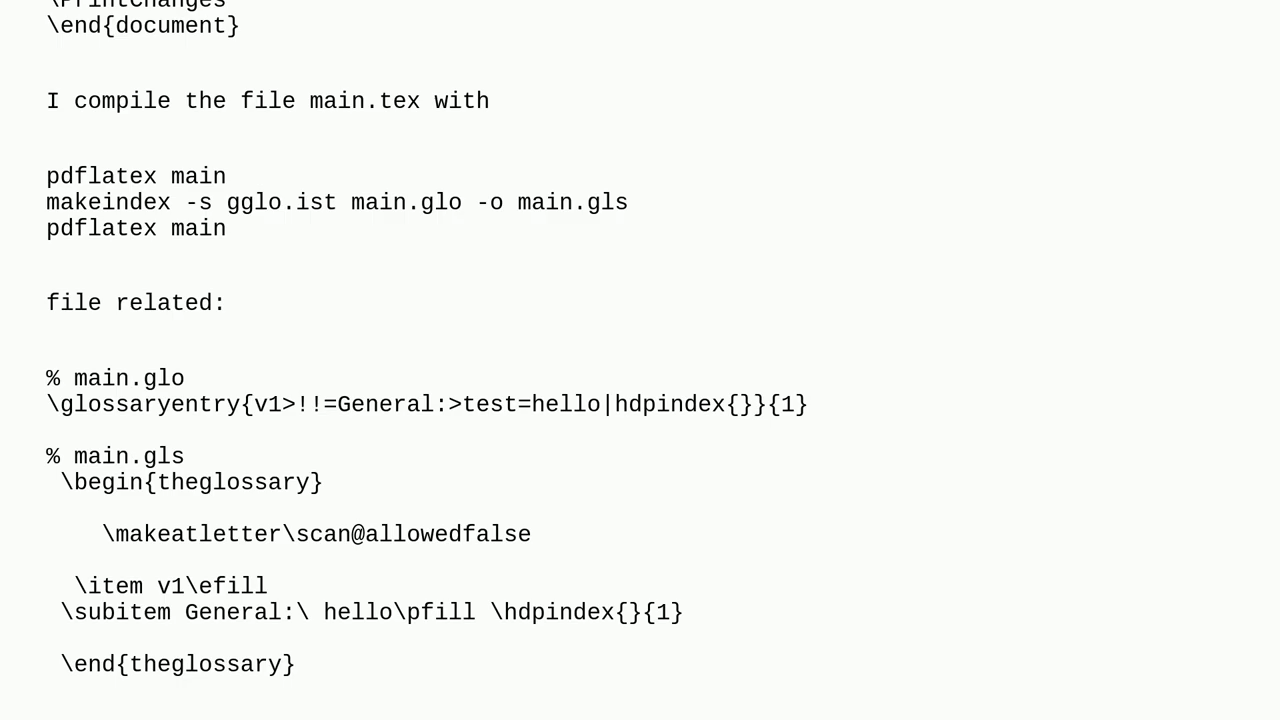 \PrintChanges
\end{document}
I compile the file main.tex with
pdflatex main
makeindex -s gglo.ist main.glo -o main.gls
pdflatex main
file related:
% main.glo
\glossaryentry{v1>!!=General:>test=hello|hdpindex{}}{1}
% main.gls
\begin{theglossary}
\makeatletter\scan@allowedfalse
\item v1\efill
\subitem General:\ hello\pfill \hdpindex{}{1}
\end{theglossary}